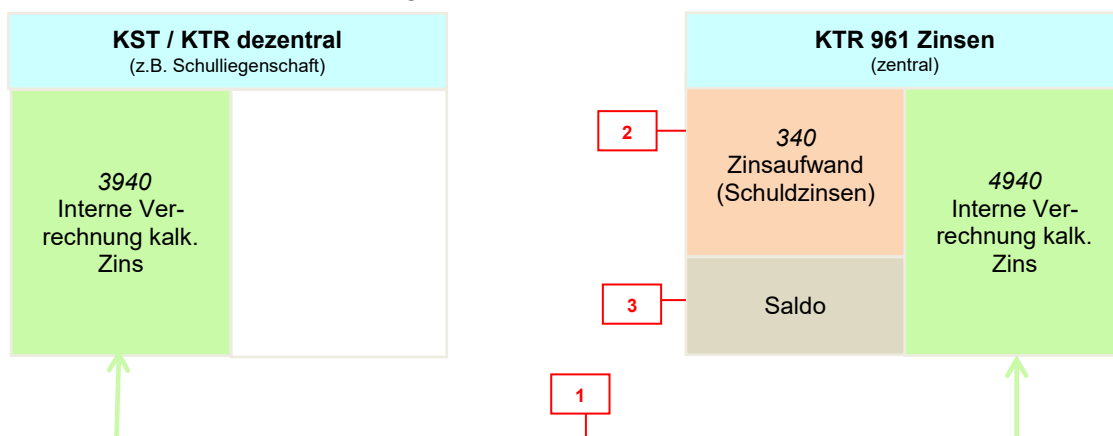 KST / KTR dezentral
(z.B. Schulliegenschaft)
3940
Interne Ver-
rechnung kalk.
Zins
KTR 961 Zinsen
(zentral)
2
340
Zinsaufwand
(Schuldzinsen)
4940
Interne Ver-
rechnung kalk.
Zins
3
Saldo
1